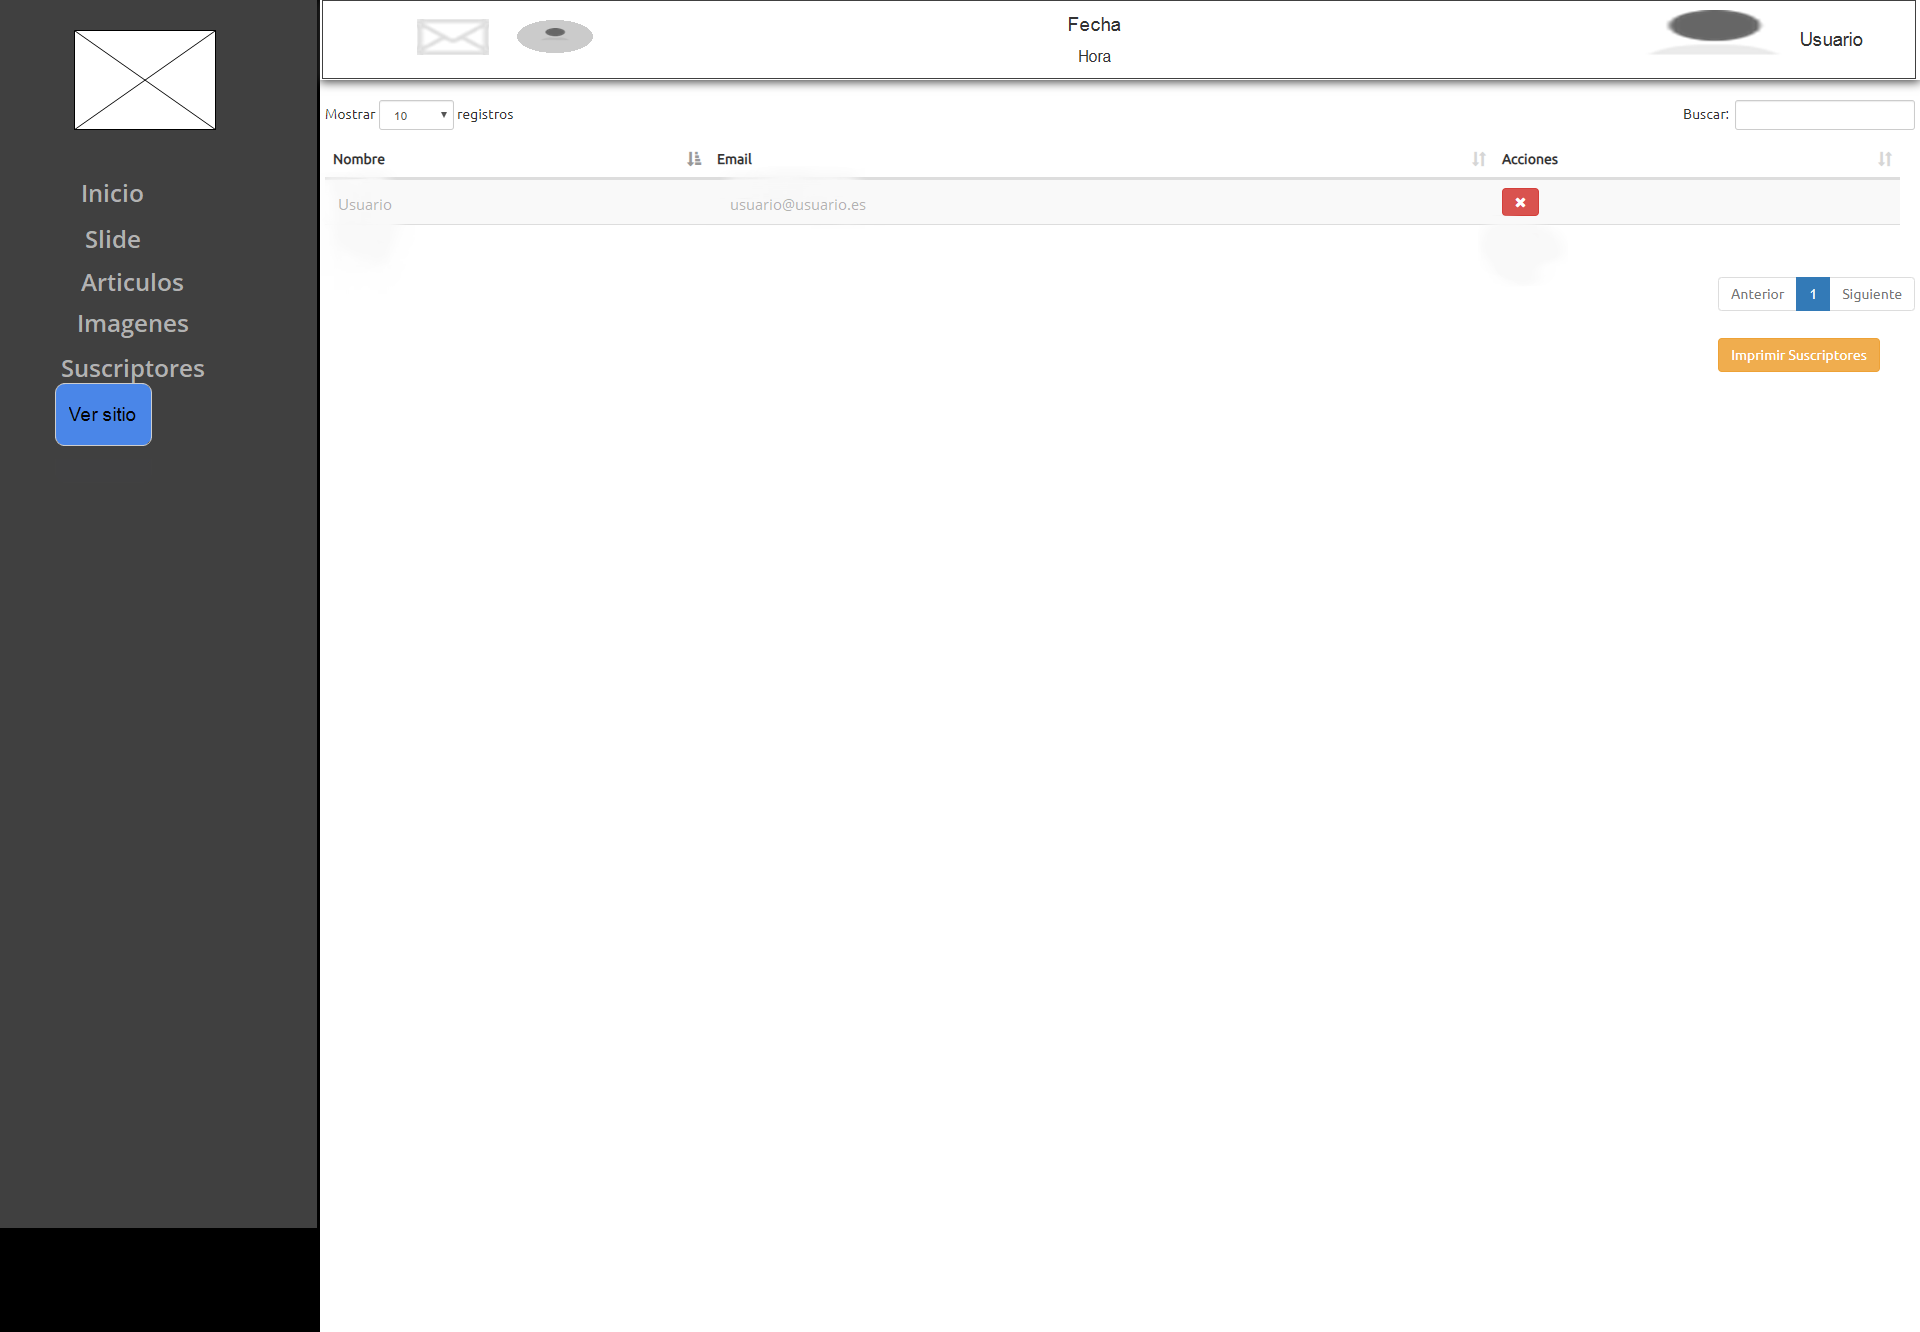 Inicio
Slide
Articulos
Imagenes
Suscriptores
Ver sitio
Fecha
Hora
Usuario
Mostrar 10 registros
Buscar:
Nombre Email Acciones
Usuario usuario@usuario.es
Anterior 1 Siguiente
Imprimir Suscriptores